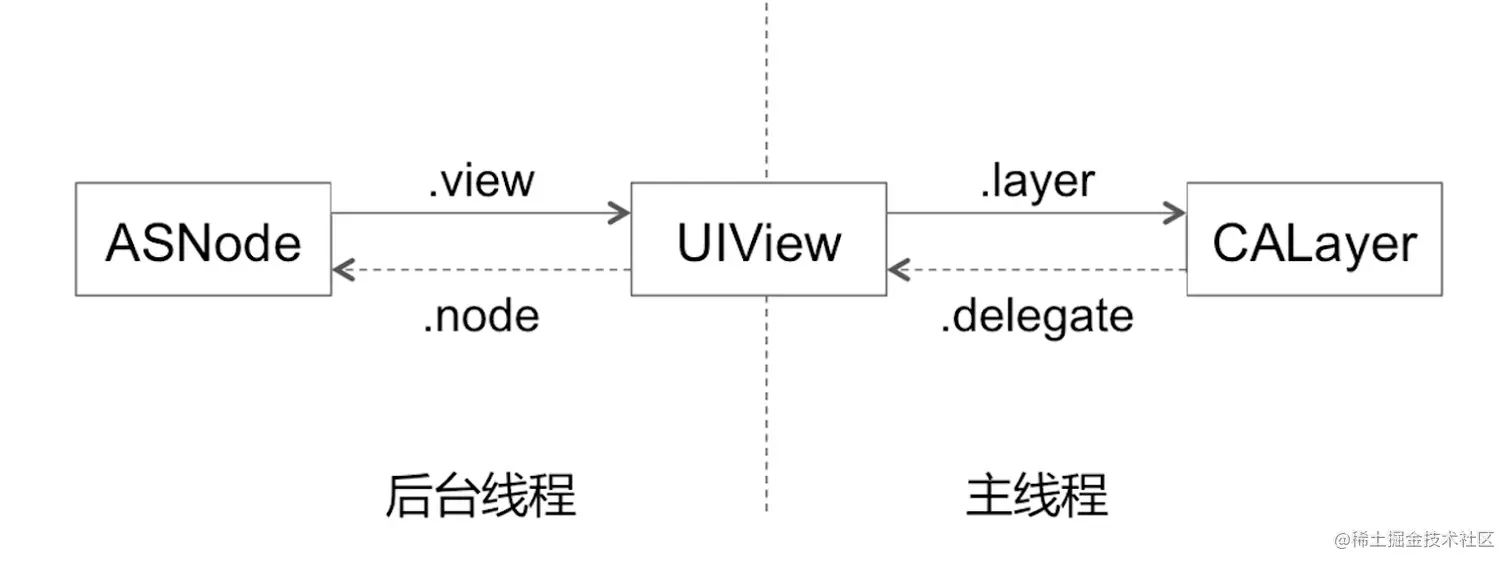 .view
.layer
ASNode
UIView
CALayer
.node
.delegate
后台线程
主线程
@稀土掘金技术社区